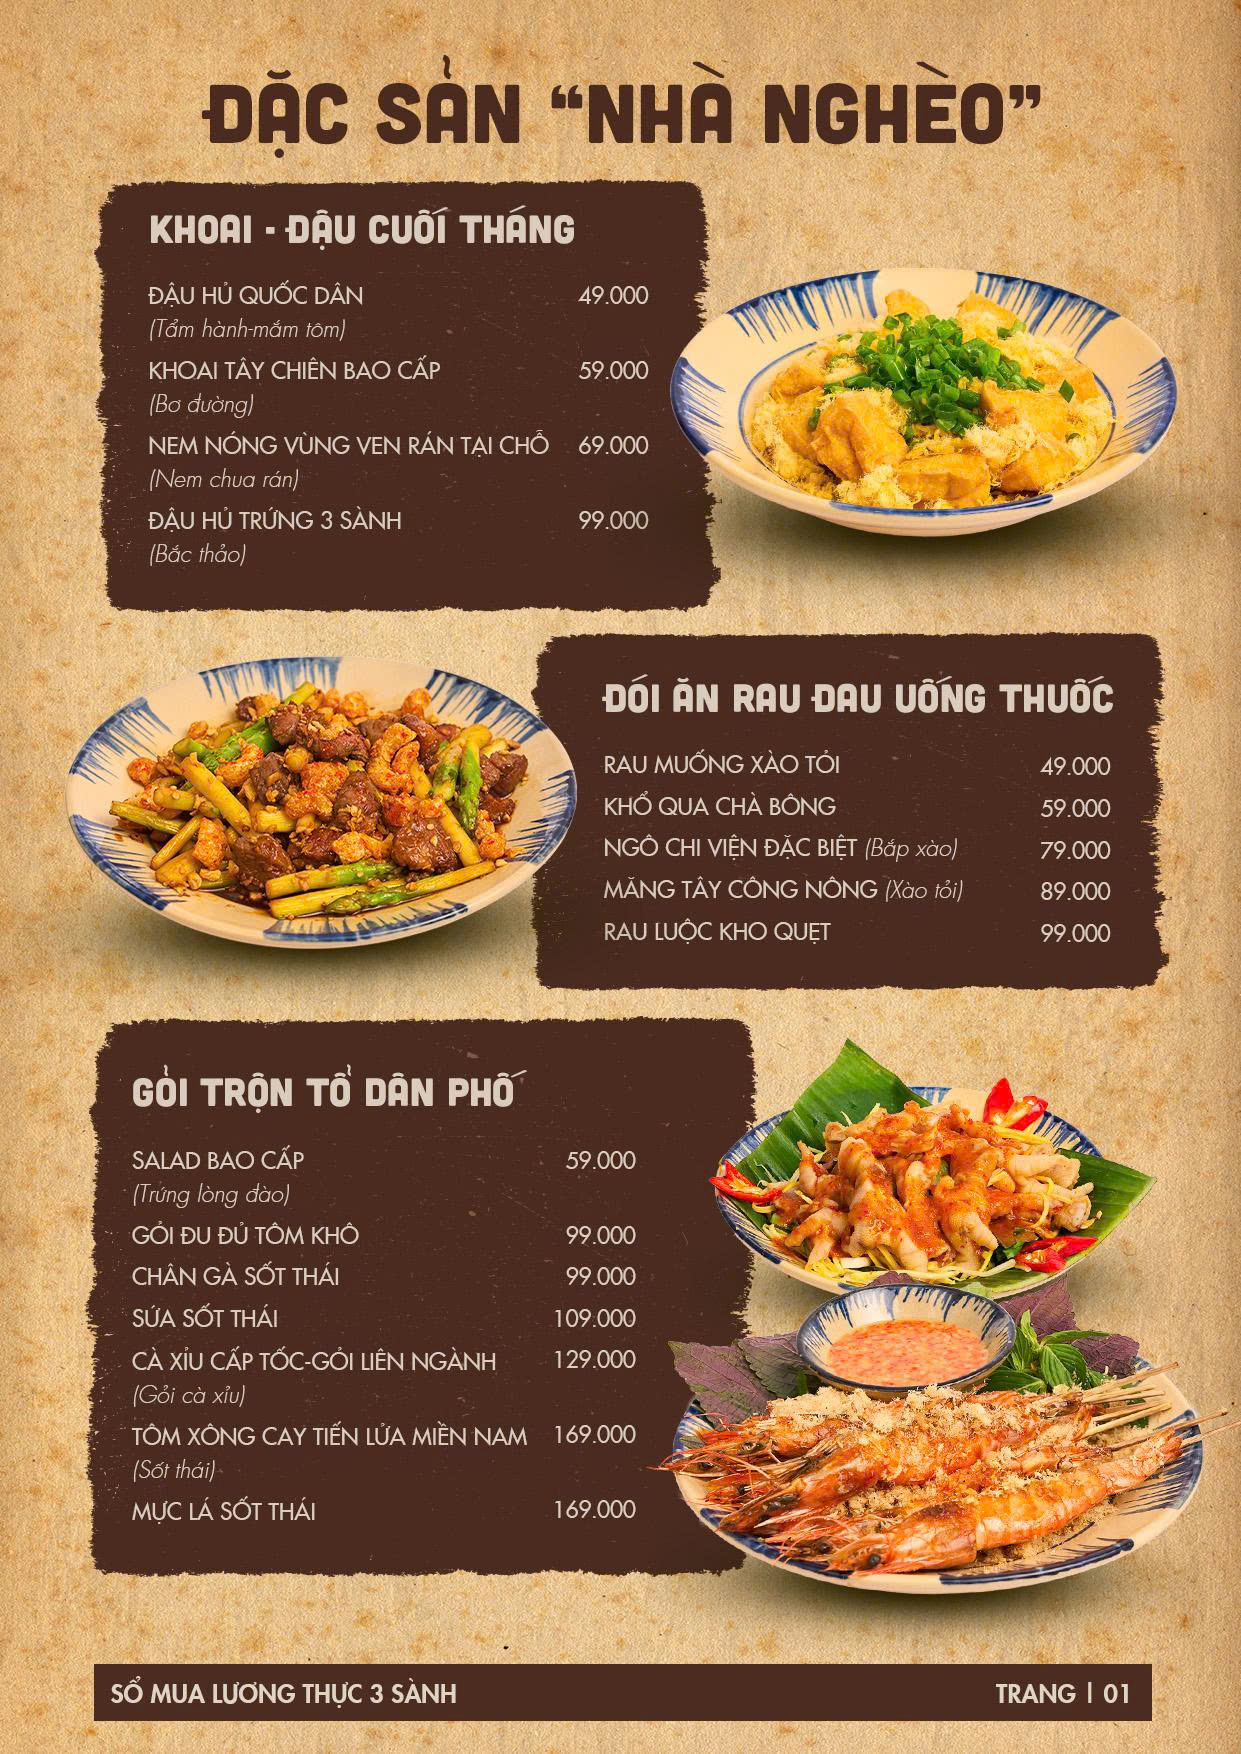 ĐẶC SẢN “NHÀ NGHÈO”
KHOAI - ĐẬU CUỐI THÁNG
ĐẬU HỦ QUỐC DÂN 49.000
(Tẩm hành-mắm tôm)
KHOAI TÂY CHIÊN BAO CẤP 59.000
(Bơ đường)
NEM NÓNG VÙNG VEN RÁN TẠI CHỖ 69.000
(Nem chua rán)
ĐẬU HỦ TRỨNG 3 SÀNH 99.000
(Bắc thảo)
ĐÓI ĂN RAU ĐAU UỐNG THUỐC
RAU MUỐNG XÀO TỎI 49.000
KHỔ QUA CHÀ BÔNG 59.000
NGÔ CHI VIỆN ĐẶC BIỆT (Bắp xào) 79.000
MĂNG TÂY CÔNG NÔNG (Xào tỏi) 89.000
RAU LUỘC KHO QUẸT 99.000
GỎI TRỘN TỔ DÂN PHỐ
SALAD BAO CẤP 59.000
(Trứng lòng đào)
GỎI ĐU ĐỦ TÔM KHÔ 99.000
CHÂN GÀ SỐT THÁI 99.000
SỨA SỐT THÁI 109.000
CÀ XỈU CẤP TỐC-GỎI LIÊN NGÀNH 129.000
(Gỏi cà xỉu)
TÔM XÔNG CAY TIẾN LỬA MIỀN NAM 169.000
(Sốt thái)
MỰC LÁ SỐT THÁI 169.000
SỔ MUA LƯƠNG THỰC 3 SÀNH
TRANG | 01